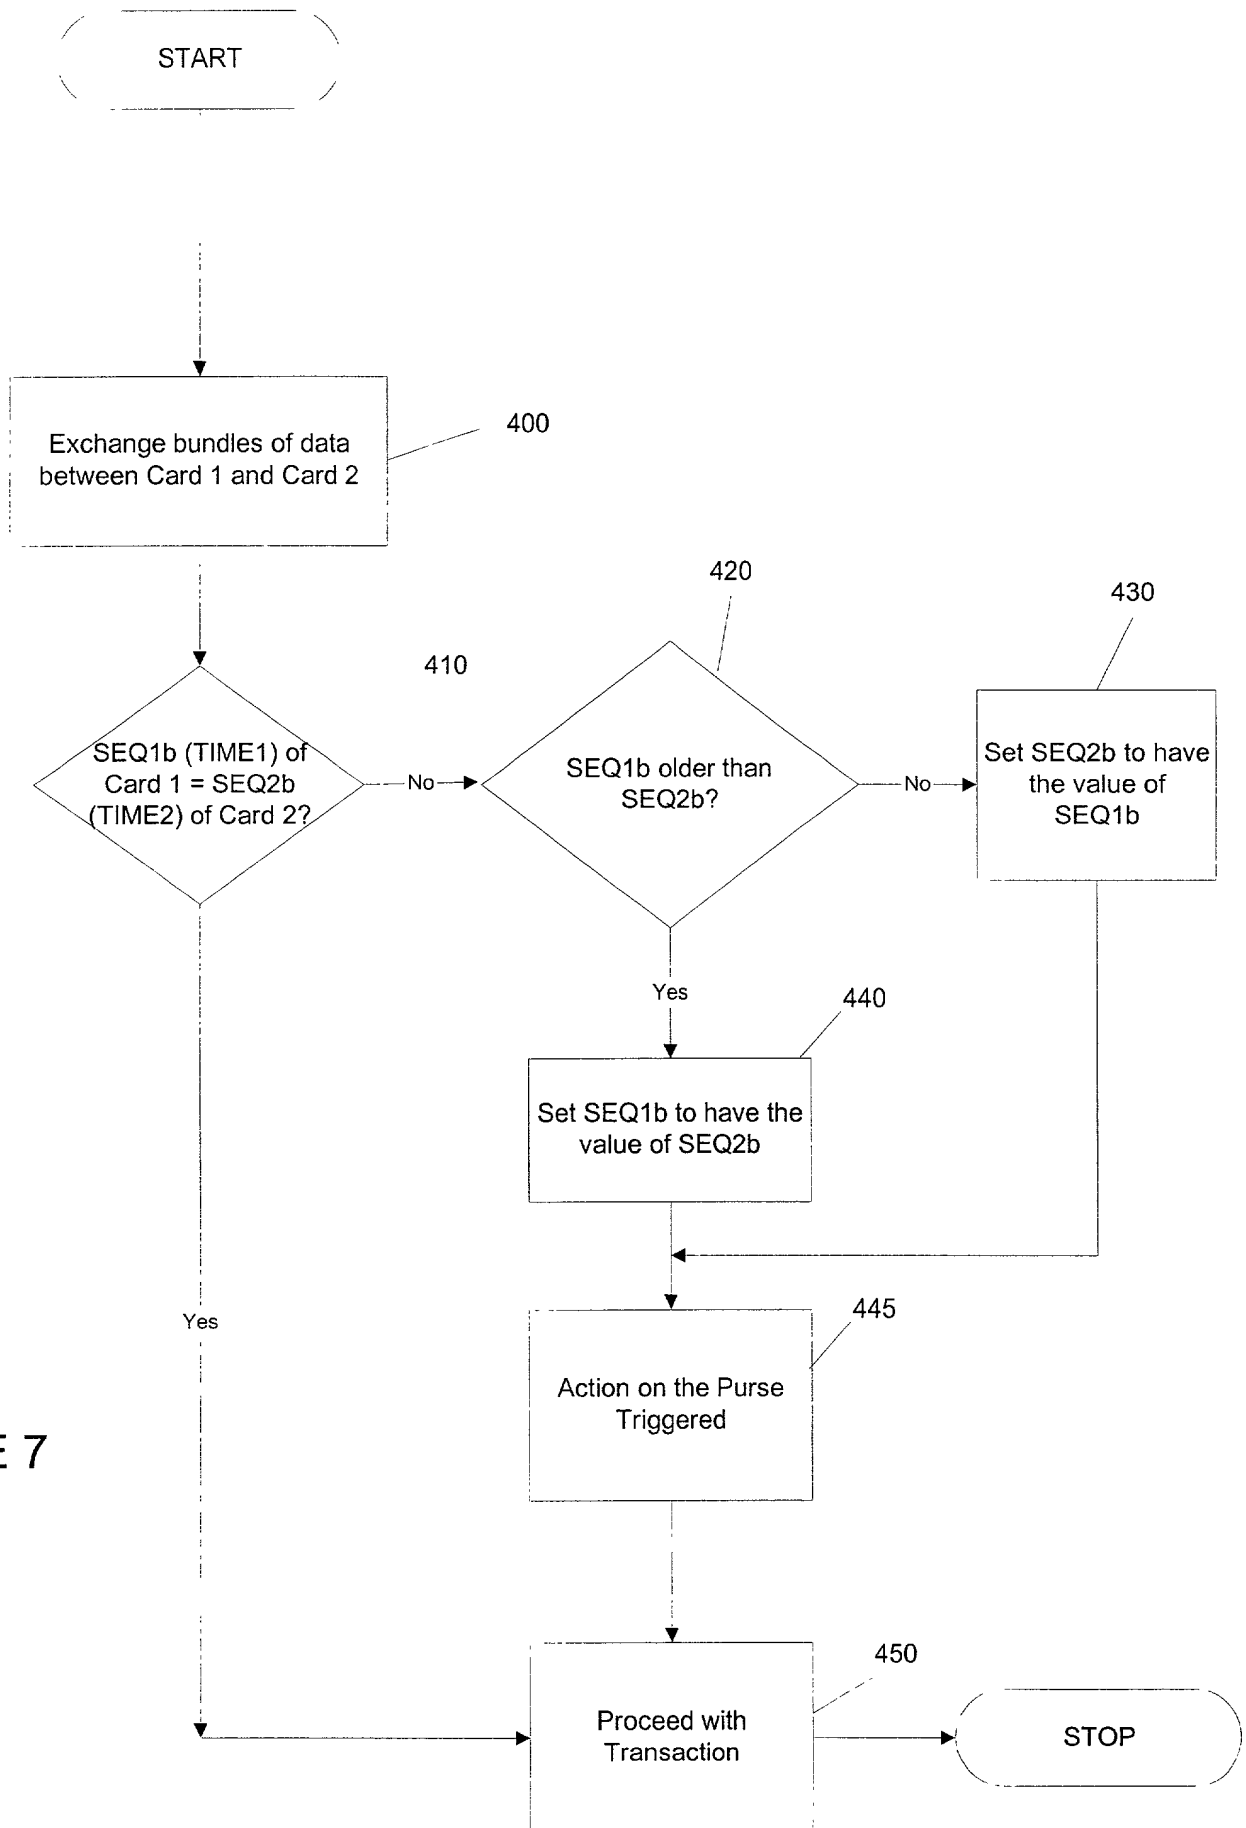 START
Exchange bundles of data
between Card 1 and Card 2
400
410
SEQ1b (TIME1) of
Card 1 = SEQ2b
(TIME2) of Card 2?
No
420
SEQ1b older than
SEQ2b?
No
430
Set SEQ2b to have
the value of
SEQ1b
Yes
440
Set SEQ1b to have the
value of SEQ2b
Yes
445
Action on the Purse
Triggered
E 7
450
Proceed with
Transaction
STOP